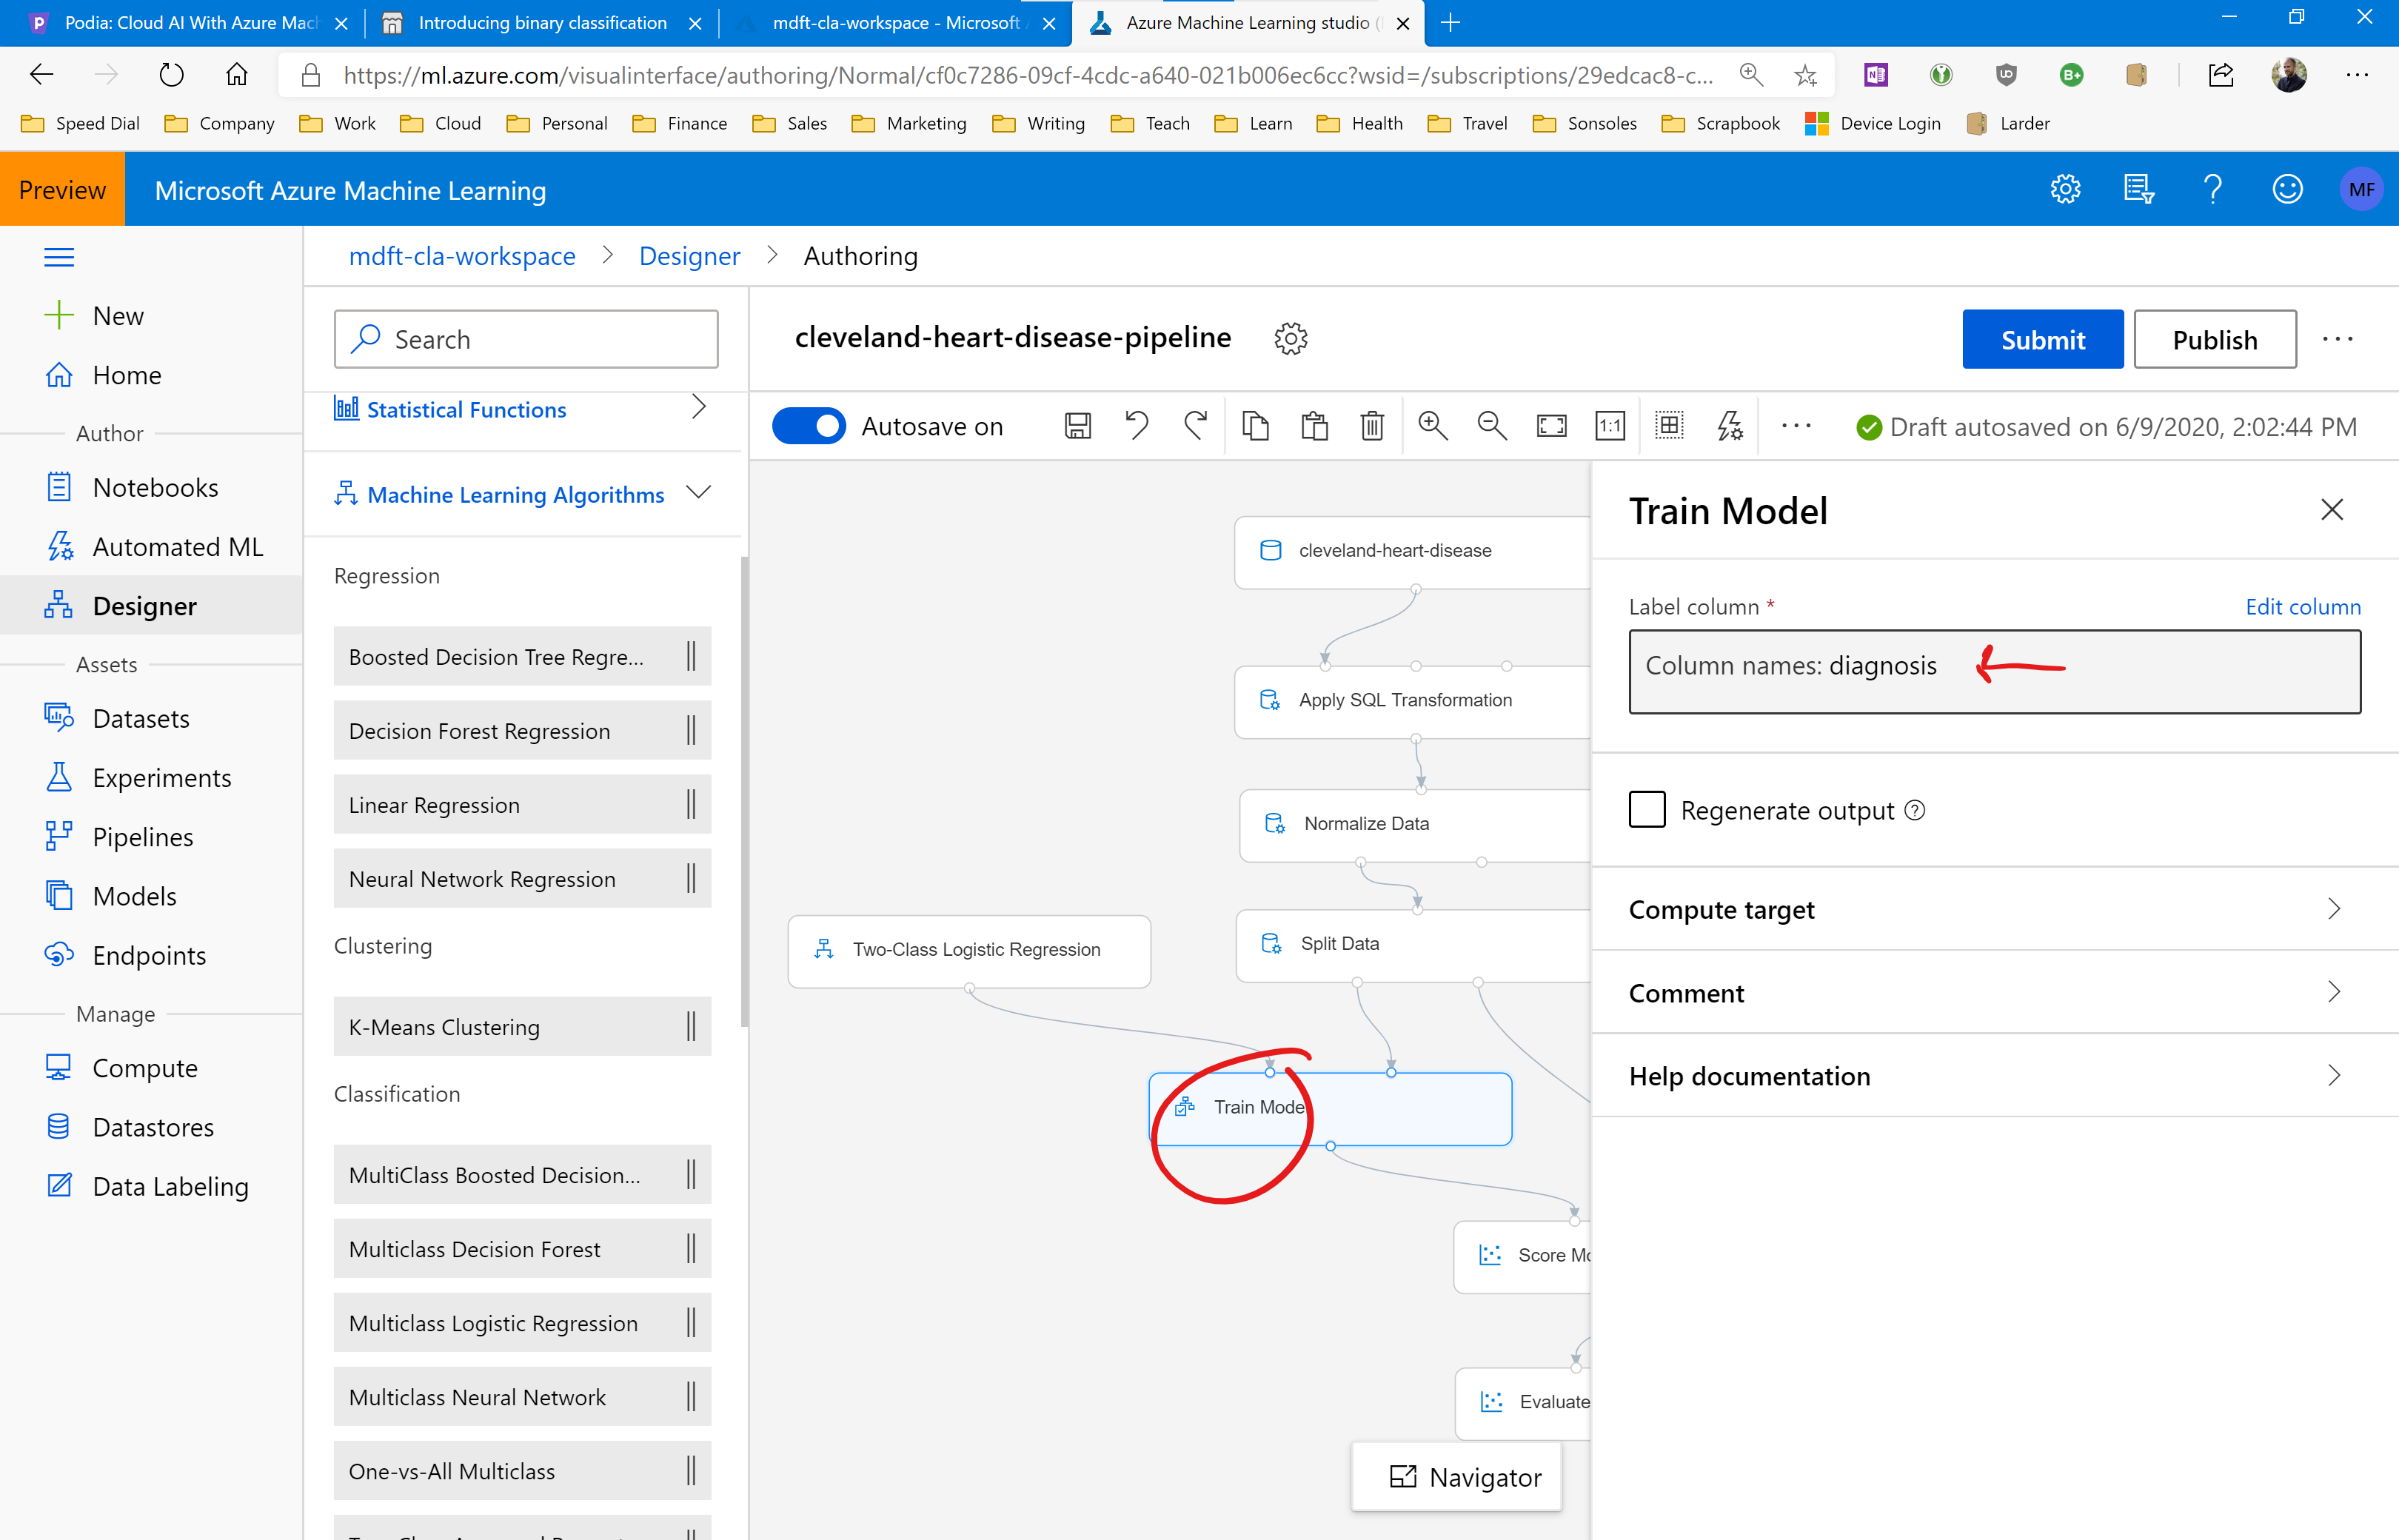 Podia: Cloud AI With Azure Mach
Introducing binary classification
mdft-cla-workspace - Microsoft
Azure Machine Learning studio (
https://ml.azure.com/visualinterface/authoring/Normal/cf0c7286-09cf-4cdc-a640-021b006ec6cc?wsid=/subscriptions/29edcac8-c...
Speed Dial Company Work Cloud Personal Finance Sales Marketing Writing Teach Learn Health Travel Sonsoles Scrapbook Device Login Larder
Preview
Microsoft Azure Machine Learning
MF
New
Home
Author
Notebooks
Automated ML
Designer
Assets
Datasets
Experiments
Pipelines
Models
Endpoints
Manage
Compute
Datastores
Data Labeling
mdft-cla-workspace > Designer > Authoring
Search
Statistical Functions
Machine Learning Algorithms
Regression
Boosted Decision Tree Regre...
Decision Forest Regression
Linear Regression
Neural Network Regression
Clustering
K-Means Clustering
Classification
MultiClass Boosted Decision...
Multiclass Decision Forest
Multiclass Logistic Regression
Multiclass Neural Network
One-vs-All Multiclass
cleveland-heart-disease-pipeline
Submit
Publish
Autosave on
1:1
Draft autosaved on 6/9/2020, 2:02:44 PM
cleveland-heart-disease
Apply SQL Transformation
Normalize Data
Two-Class Logistic Regression
Split Data
Train Mode
Score Mo
Evaluate
Navigator
Train Model
Label column *
Edit column
Column names: diagnosis
Regenerate output
Compute target
Comment
Help documentation